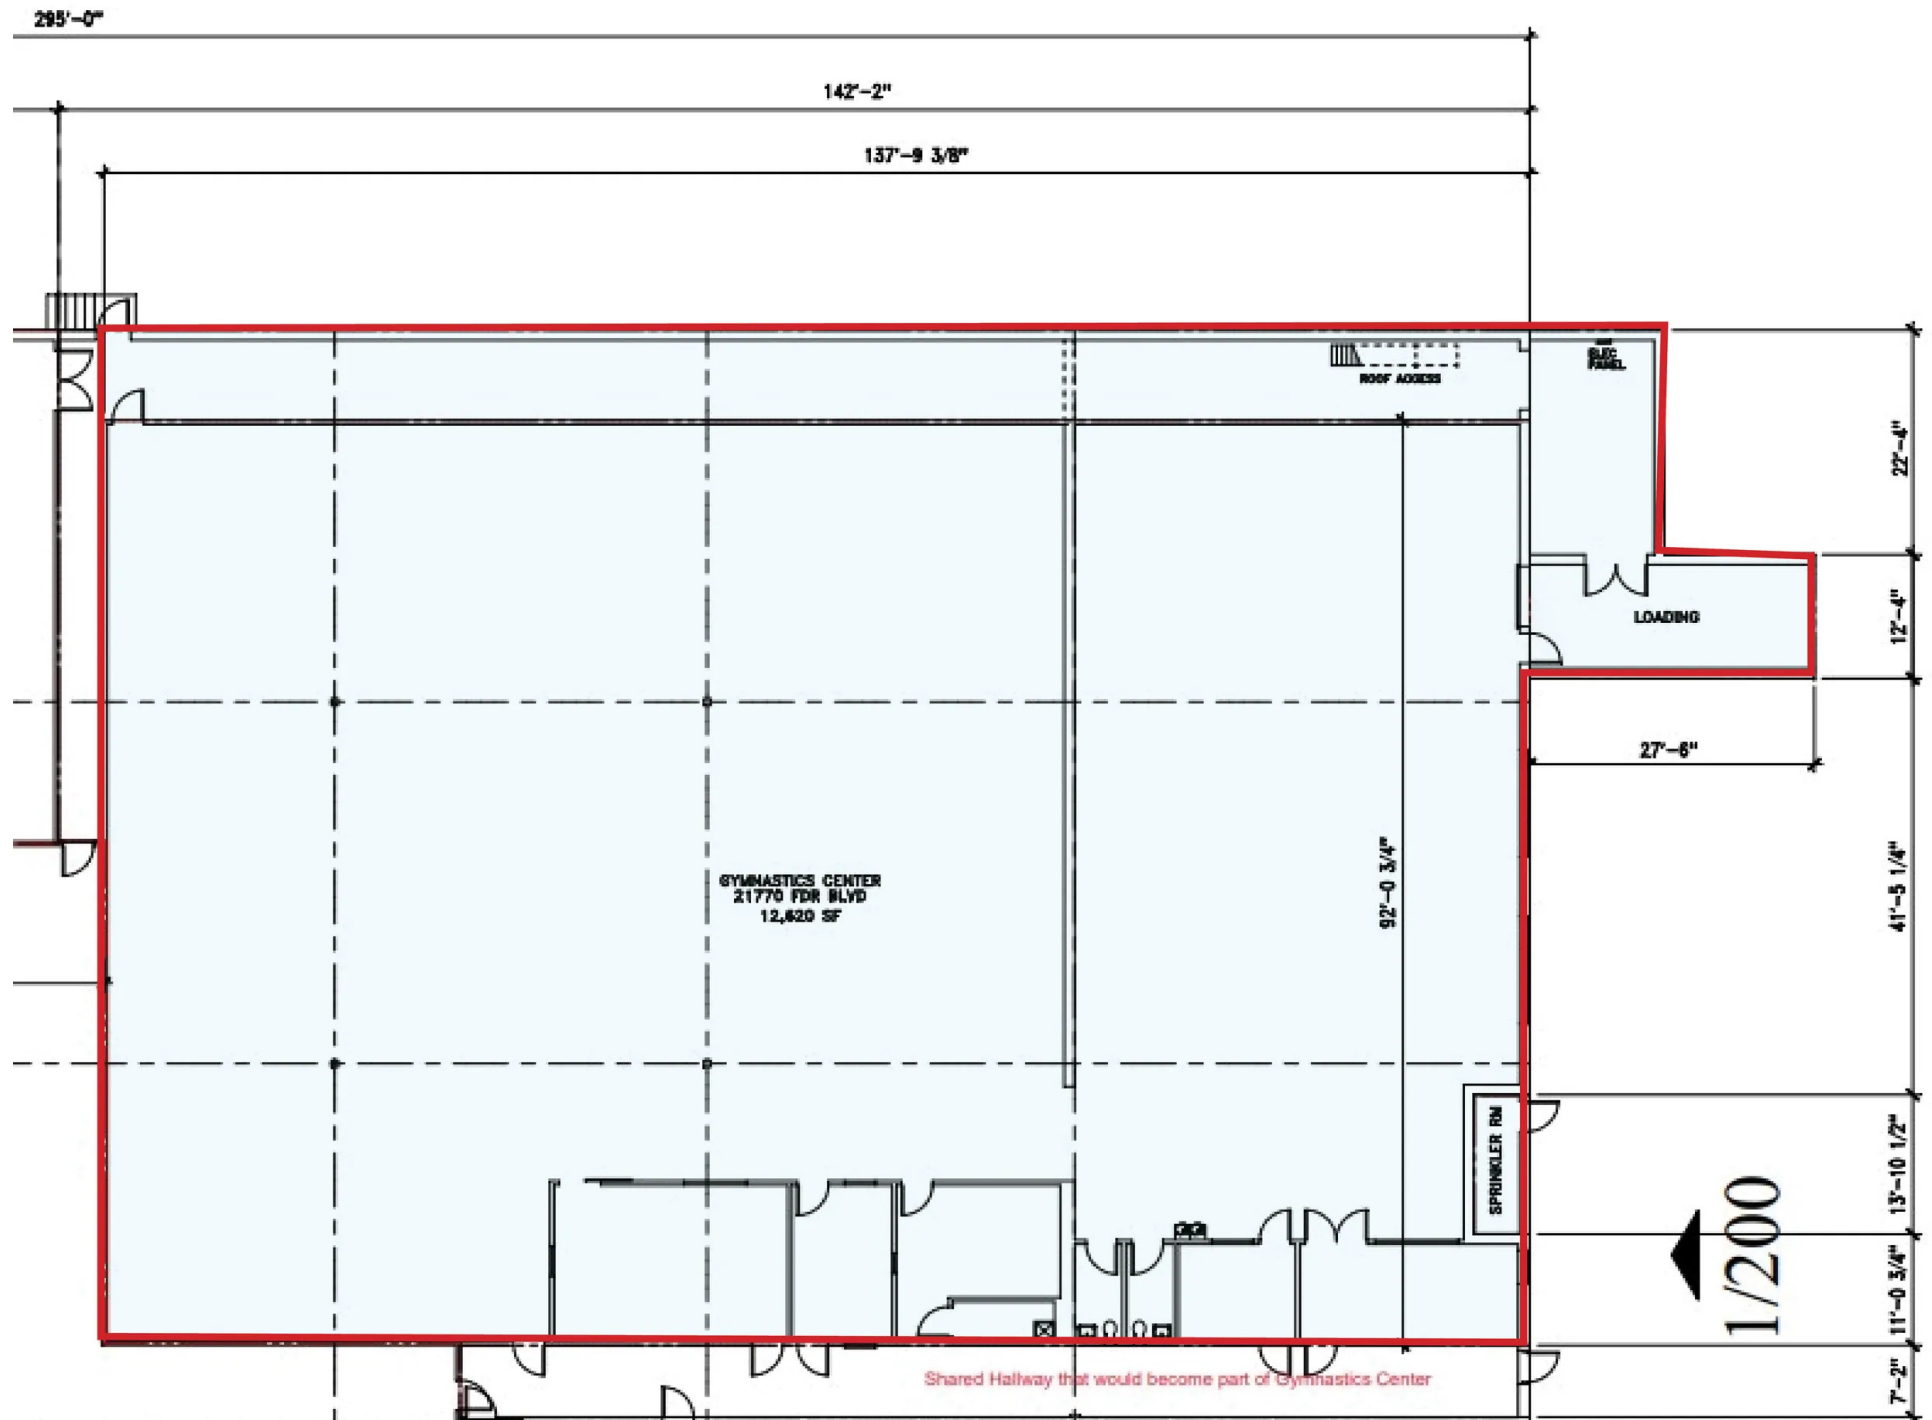 295'-0"
142'-2"
137'-9 3/8"
ELEC
PANEL
ROOF ACCESS
22'-4"
12'-4"
LOADING
27'-6"
GYMNASTICS CENTER
21770 FDR BLVD
12,620 SF
92'-0 3/4"
41'-5 1/4"
SPRINKLER RM
13'-10 1/2"
1/200
11'-0 3/4"
Shared Hallway that would become part of Gymnastics Center
7'-2"